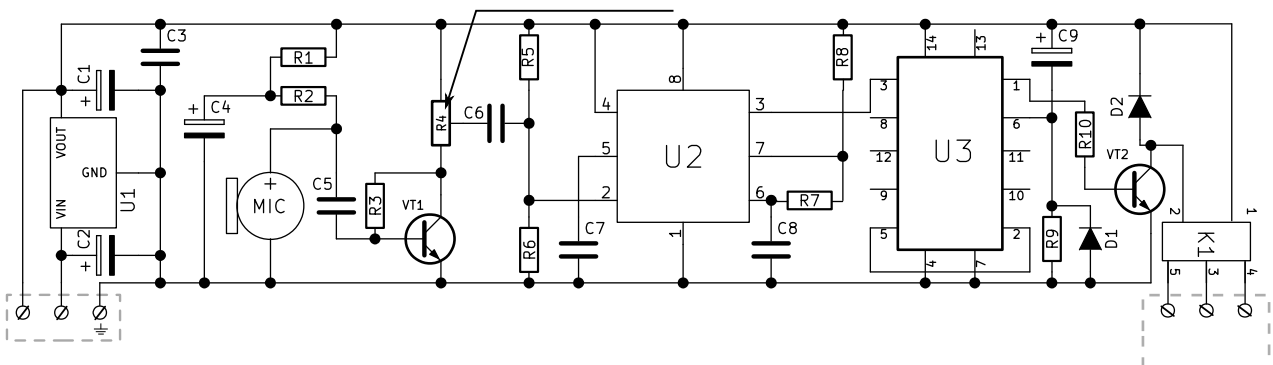 C3
C1
+
VOUT
GND
VIN
U1
C2
+
+
C4
R1
R2
+
MIC
C5
R3
VT1
R4
C6
R5
R6
C7
8
4
3
5
U2
7
2
6
1
R7
C8
R8
14
13
3
1
8
6
12
U3
11
9
10
5
2
4
7
+
C9
R10
R9
D1
D2
VT2
2
1
K1
5
3
4